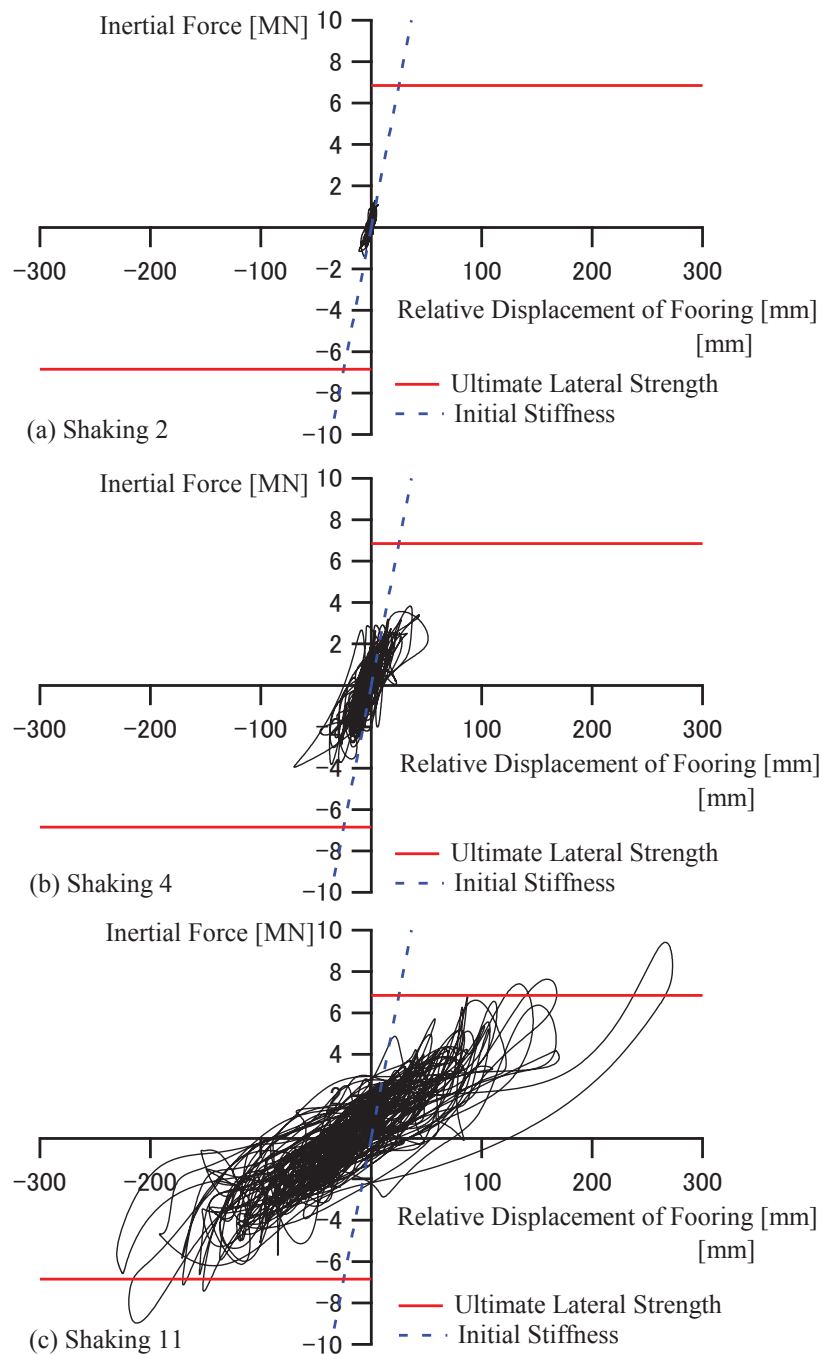 Inertial Force [MN]
10
8
6
4
2
-300
-200
-100
100
200
300
-2
-4
-6
-8
-10
Relative Displacement of Fooring [mm]
[mm]
Ultimate Lateral Strength
Initial Stiffness
(a) Shaking 2
Inertial Force [MN]
10
8
6
4
2
-300
-200
-100
100
200
300
-4
-6
-8
-10
Relative Displacement of Fooring [mm]
[mm]
Ultimate Lateral Strength
Initial Stiffness
(b) Shaking 4
Inertial Force [MN]
10
8
6
4
2
-300
-200
100
200
300
-4
-6
-8
-10
Relative Displacement of Fooring [mm]
[mm]
Ultimate Lateral Strength
Initial Stiffness
(c) Shaking 11